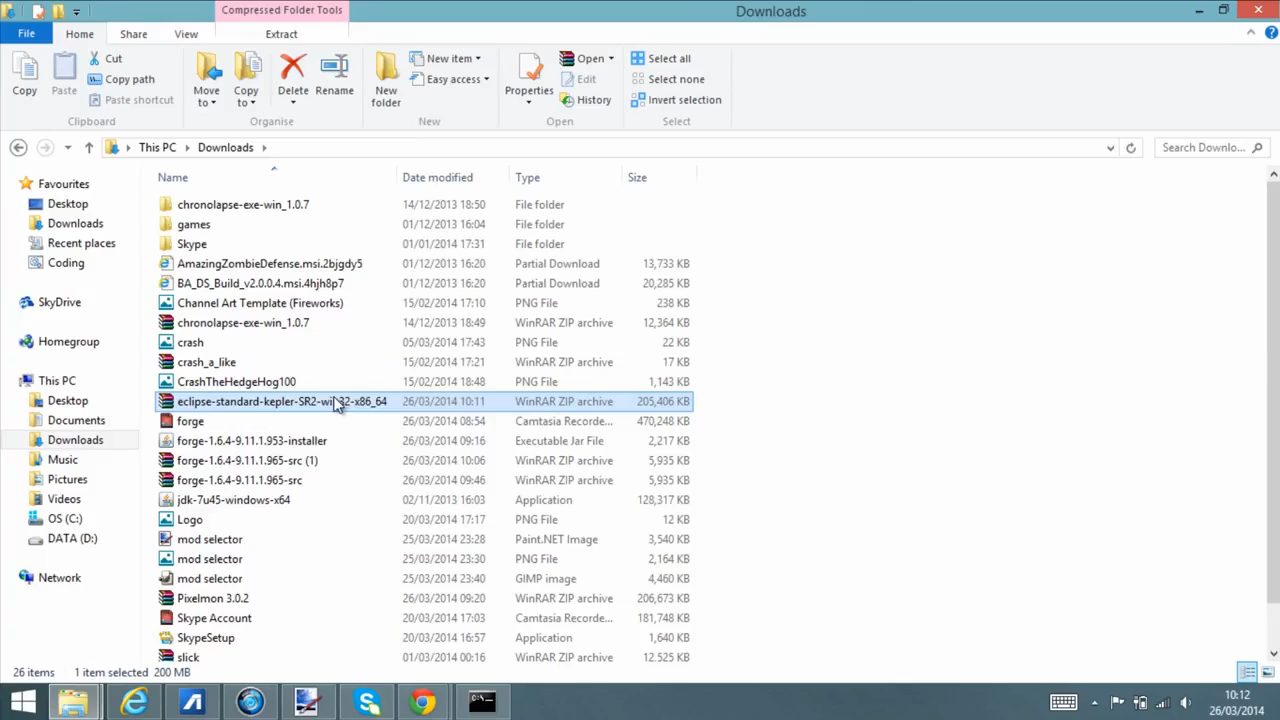 Compressed Folder Tools
Downloads
File Home Share View Extract
Copy
Paste
Cut
Copy path
Paste shortcut
Clipboard
Move to
Copy to
Delete
Rename
Organise
New folder
New item
Easy access
New
Properties
Open
Edit
History
Open
Select all
Select none
Invert selection
Select
This PC Downloads
Search Downlo...
Favourites
Desktop
Downloads
Recent places
Coding
SkyDrive
Homegroup
This PC
Desktop
Documents
Downloads
Music
Pictures
Videos
OS (C:)
DATA (D:)
Network
Name Date modified Type Size
chronolapse-exe-win_1.0.7 14/12/2013 18:50 File folder
games 01/12/2013 16:04 File folder
Skype 01/01/2014 17:31 File folder
AmazingZombieDefense.msi.2bjgdy5 01/12/2013 16:20 Partial Download 13,733 KB
BA_DS_Build_v2.0.0.4.msi.4hjh8p7 01/12/2013 16:20 Partial Download 20,285 KB
Channel Art Template (Fireworks) 15/02/2014 17:10 PNG File 238 KB
chronolapse-exe-win_1.0.7 14/12/2013 18:49 WinRAR ZIP archive 12,364 KB
crash 05/03/2014 17:43 PNG File 22 KB
crash_a_like 15/02/2014 17:21 WinRAR ZIP archive 17 KB
CrashTheHedgeHog100 15/02/2014 18:48 PNG File 1,143 KB
eclipse-standard-kepler-SR2-win32-x86_64 26/03/2014 10:11 WinRAR ZIP archive 205,406 KB
forge 26/03/2014 08:54 Camtasia Recorde... 470,248 KB
forge-1.6.4-9.11.1.953-installer 26/03/2014 09:16 Executable Jar File 2,217 KB
forge-1.6.4-9.11.1.965-src (1) 26/03/2014 10:06 WinRAR ZIP archive 5,935 KB
forge-1.6.4-9.11.1.965-src 26/03/2014 09:46 WinRAR ZIP archive 5,935 KB
jdk-7u45-windows-x64 02/11/2013 16:03 Application 128,317 KB
Logo 20/03/2014 17:17 PNG File 12 KB
mod selector 25/03/2014 23:28 Paint.NET Image 3,540 KB
mod selector 25/03/2014 23:30 PNG File 2,164 KB
mod selector 25/03/2014 23:40 GIMP image 4,460 KB
Pixelmon 3.0.2 26/03/2014 09:20 WinRAR ZIP archive 206,673 KB
Skype Account 20/03/2014 17:03 Camtasia Recorde... 181,748 KB
SkypeSetup 20/03/2014 16:57 Application 1,640 KB
slick 01/03/2014 00:16 WinRAR ZIP archive 12,525 KB
26 items 1 item selected 200 MB
10:12
26/03/2014